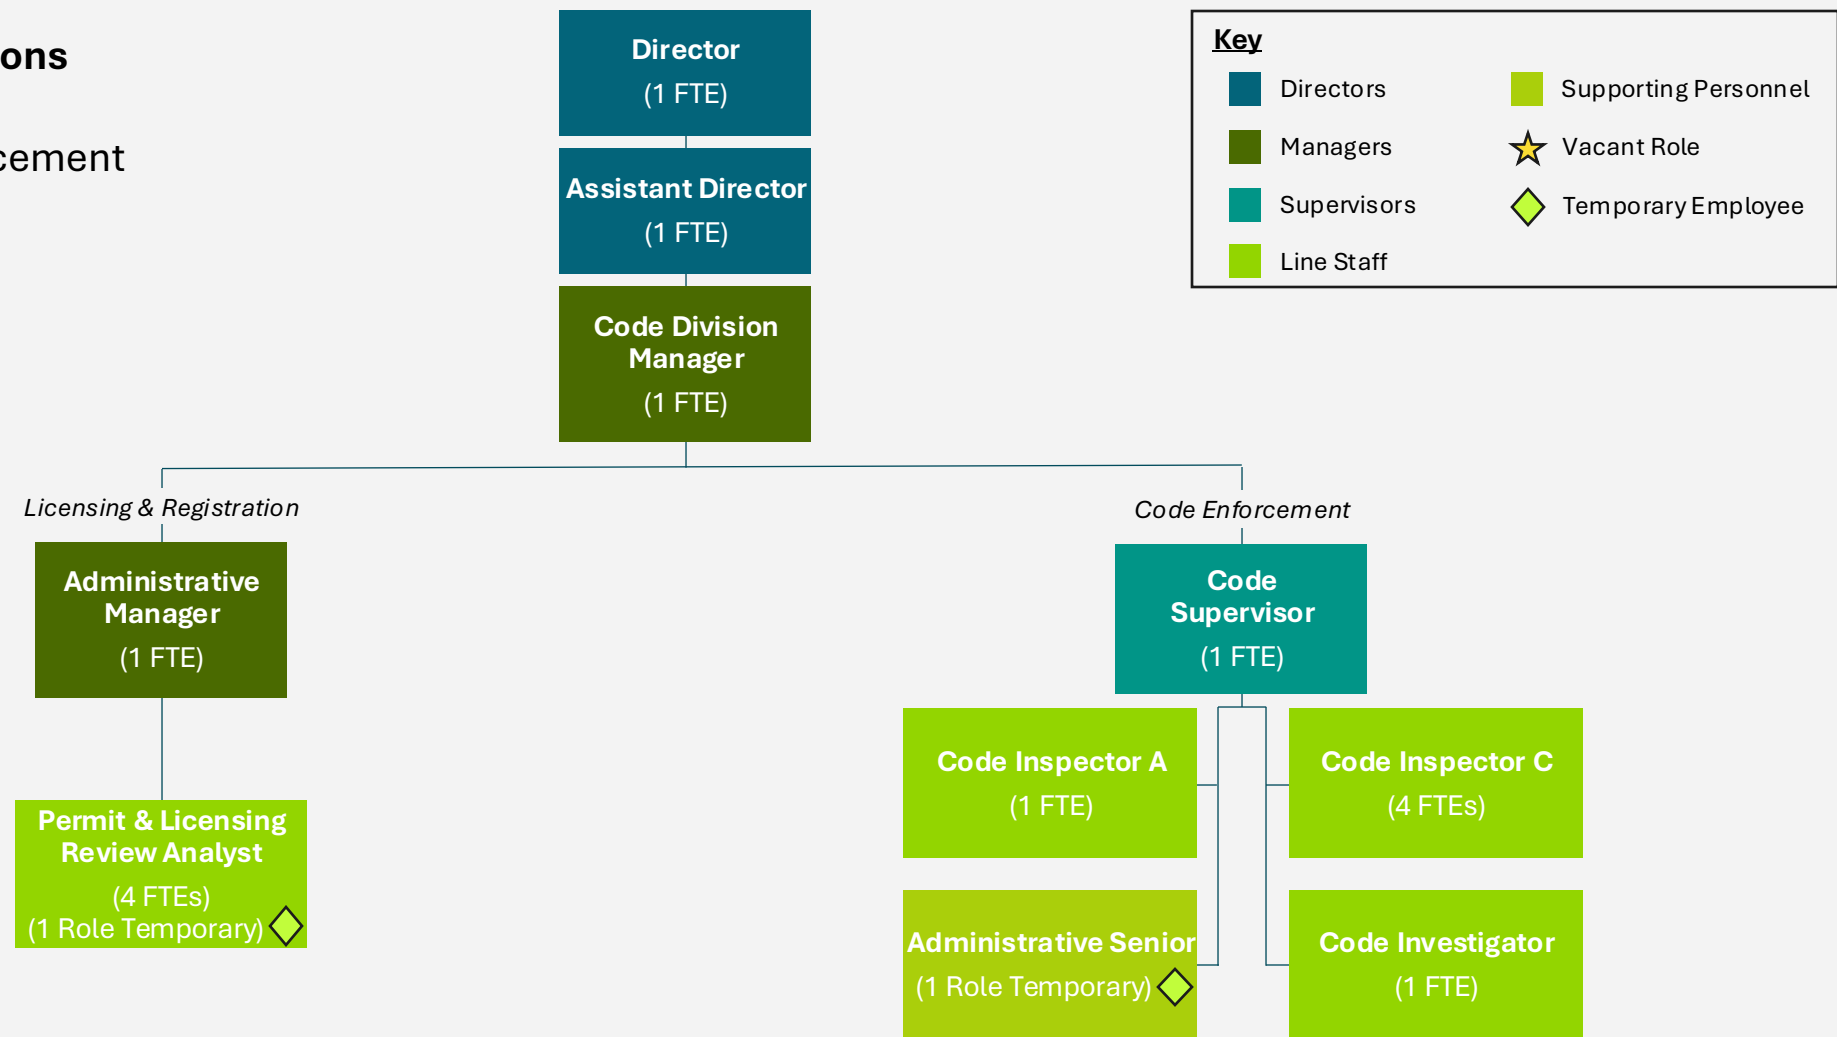 ons
cement
Director
(1 FTE)
Assistant Director
(1 FTE)
Code Division
Manager
(1 FTE)
Key
Directors
Managers
Supervisors
Line Staff
Supporting Personnel
Vacant Role
Temporary Employee
Licensing & Registration
Administrative
Manager
(1 FTE)
Permit & Licensing
Review Analyst
(4 FTEs)
(1 Role Temporary)
Code Enforcement
Code
Supervisor
(1 FTE)
Code Inspector A
(1 FTE)
Code Inspector C
(4 FTEs)
Administrative Senior
(1 Role Temporary)
Code Investigator
(1 FTE)